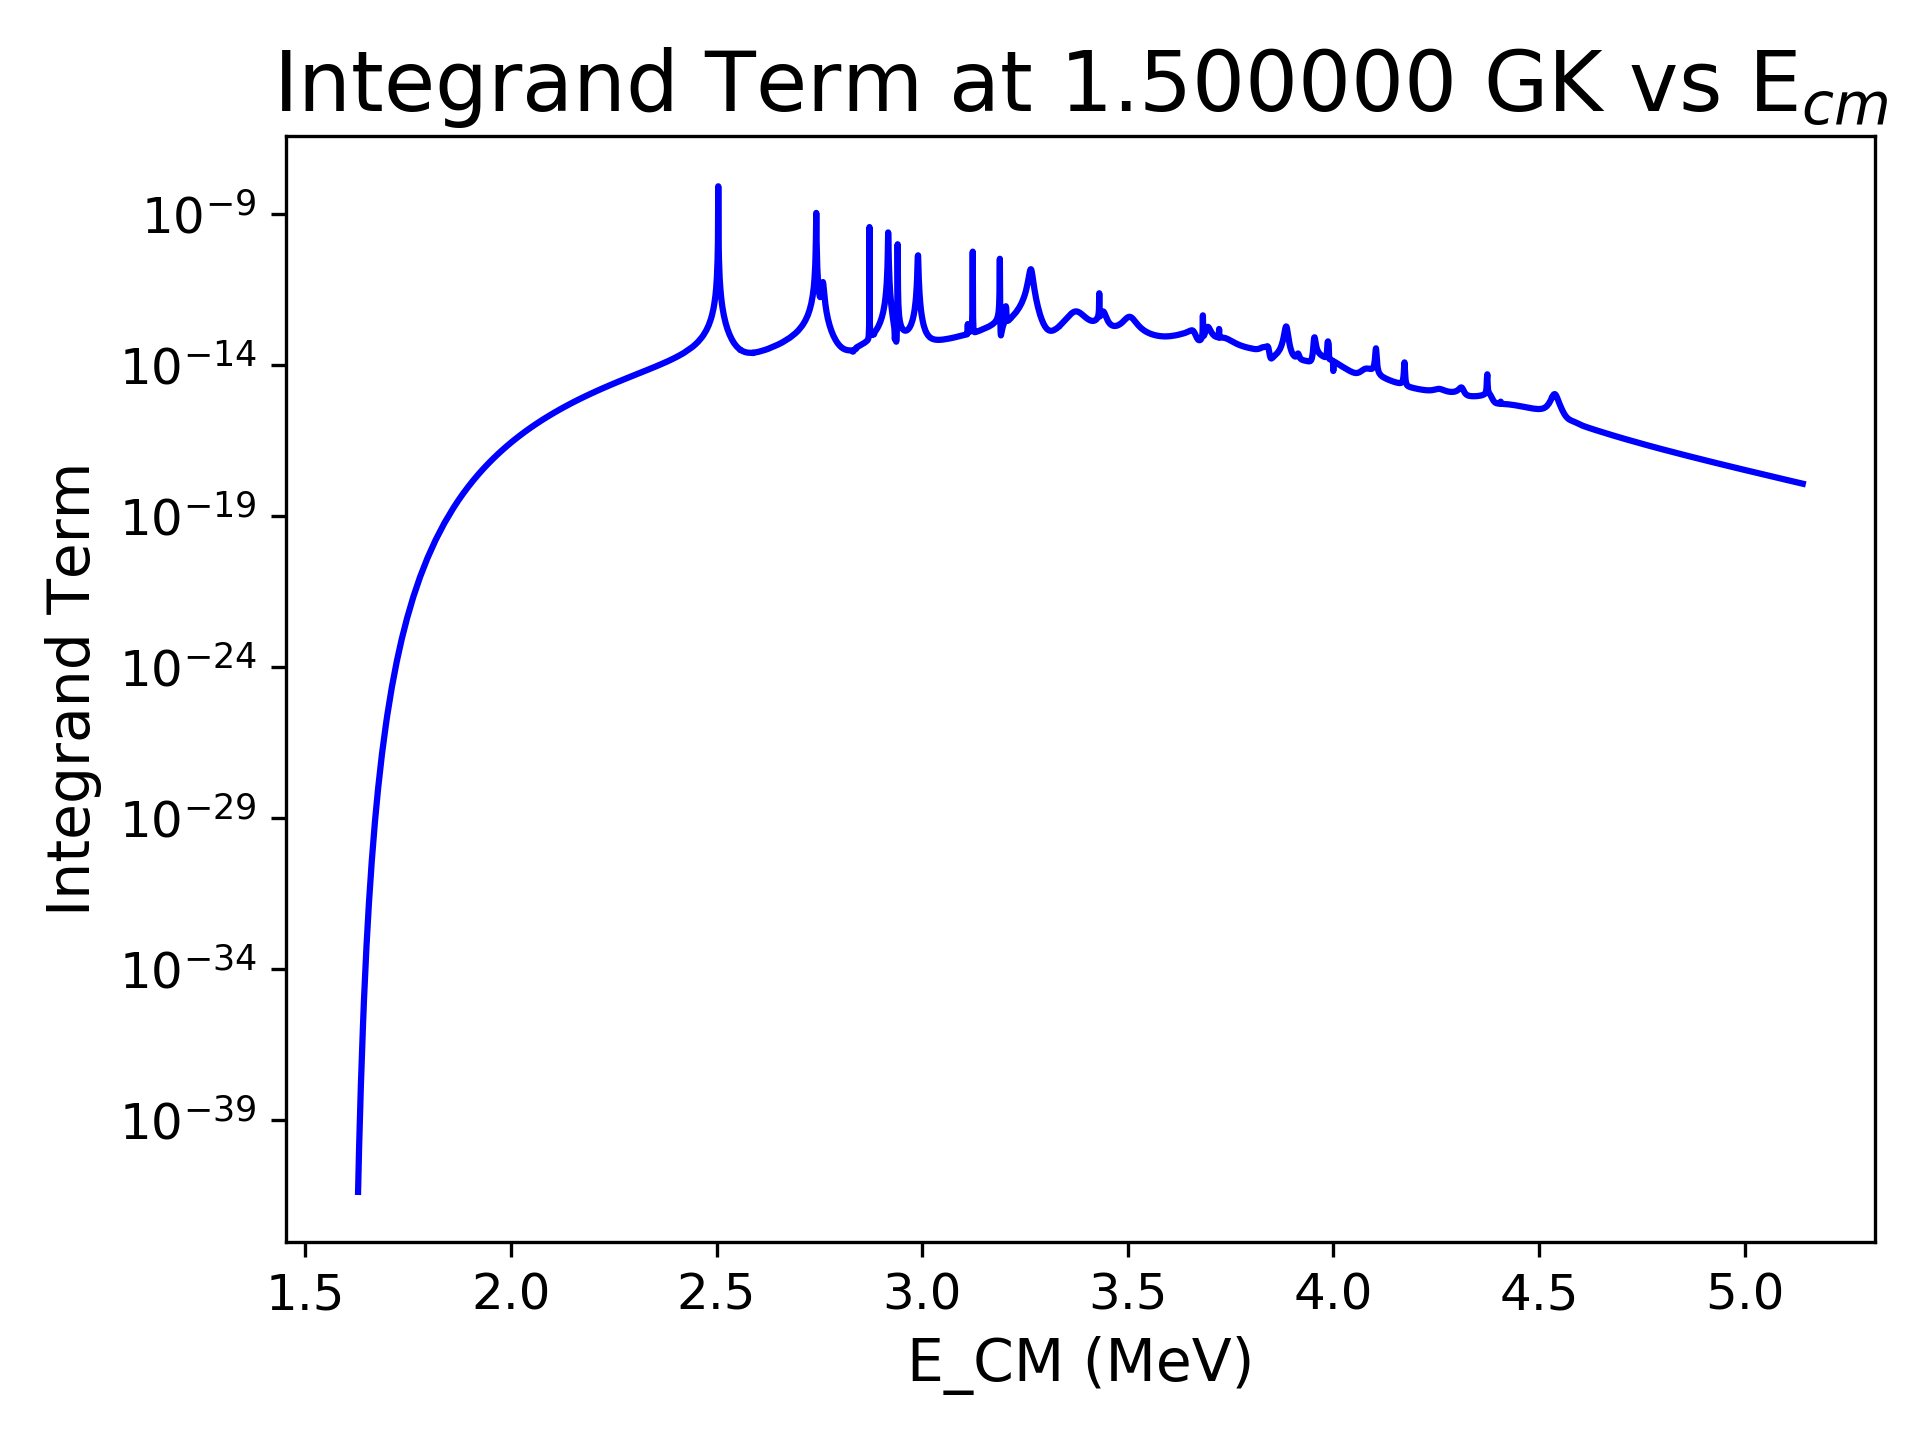 Integrand Term at 1.500000 GK vs E_{cm}
Integrand Term
10^{-9}
10^{-14}
10^{-19}
10^{-24}
10^{-29}
10^{-34}
10^{-39}
1.5 2.0 2.5 3.0 3.5 4.0 4.5 5.0
E_CM (MeV)